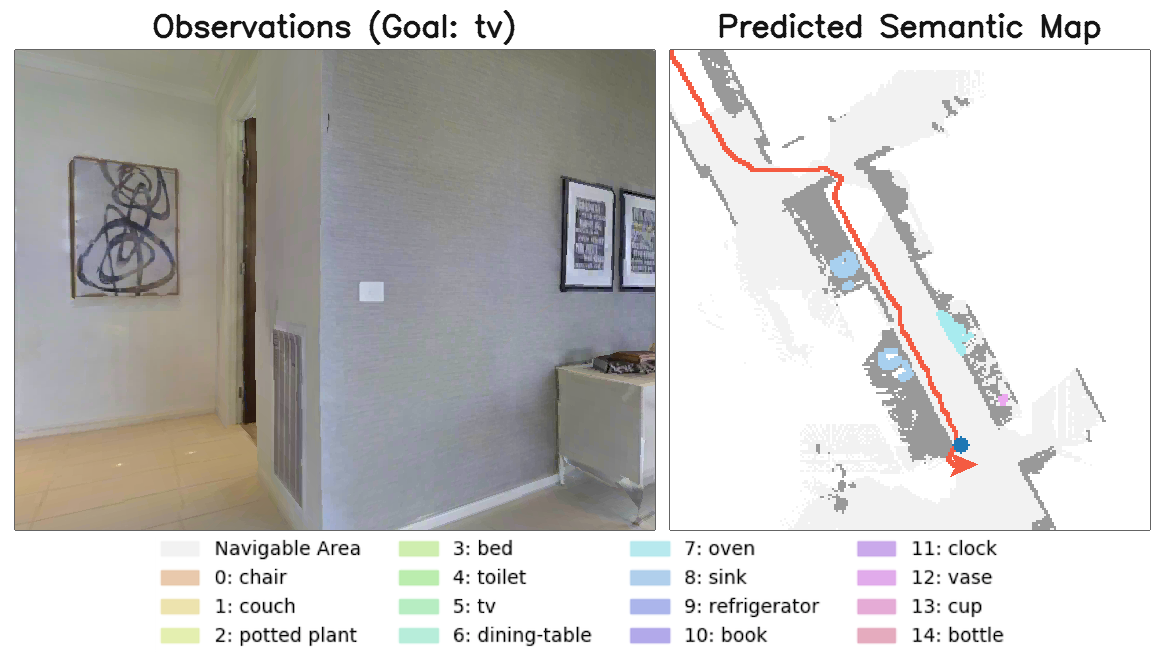 Observations (Goal: tv)
Predicted Semantic Map
Navigable Area
0: chair
1: couch
2: potted plant
3: bed
4: toilet
5: tv
6: dining-table
7: oven
8: sink
9: refrigerator
10: book
11: clock
12: vase
13: cup
14: bottle